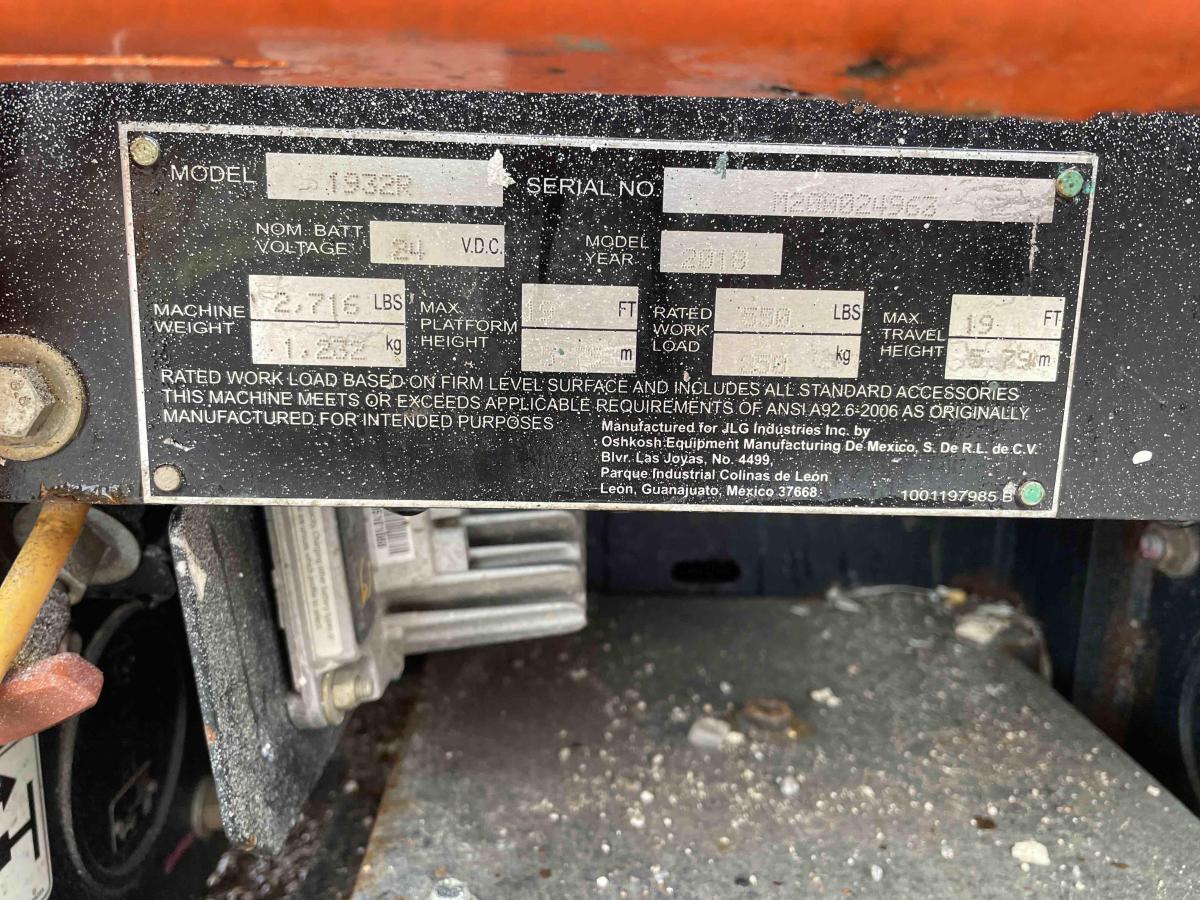 MODEL 1932R SERIAL NO. M200024963
NOM. BATT. VOLTAGE 24 V.D.C. MODEL YEAR 2018
MACHINE WEIGHT 2,716 LBS 1,232 kg
MAX. PLATFORM HEIGHT 19 FT m
RATED WORK LOAD 550 LBS 250 kg
MAX. TRAVEL HEIGHT 19 FT 5.79 m
RATED WORK LOAD BASED ON FIRM LEVEL SURFACE AND INCLUDES ALL STANDARD ACCESSORIES
THIS MACHINE MEETS OR EXCEEDS APPLICABLE REQUIREMENTS OF ANSI A92.6-2006 AS ORIGINALLY
MANUFACTURED FOR INTENDED PURPOSES
Manufactured for JLG Industries Inc. by
Oshkosh Equipment Manufacturing De Mexico, S. De R.L. de C.V.
Blvr. Las Joyas, No. 4499,
Parque Industrial Colinas de León
León, Guanajuato, Mexico 37668
1001197985 B